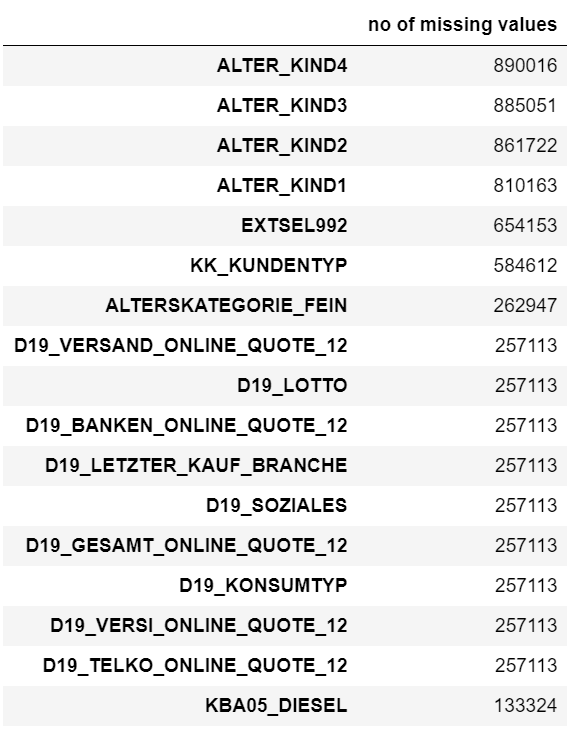 no of missing values
ALTER_KIND4 890016
ALTER_KIND3 885051
ALTER_KIND2 861722
ALTER_KIND1 810163
EXTSEL992 654153
KK_KUNDENTYP 584612
ALTERSKATEGORIE_FEIN 262947
D19_VERSAND_ONLINE_QUOTE_12 257113
D19_LOTTO 257113
D19_BANKEN_ONLINE_QUOTE_12 257113
D19_LETZTER_KAUF_BRANCHE 257113
D19_SOZIALES 257113
D19_GESAMT_ONLINE_QUOTE_12 257113
D19_KONSUMTYP 257113
D19_VERSI_ONLINE_QUOTE_12 257113
D19_TELKO_ONLINE_QUOTE_12 257113
KBA05_DIESEL 133324